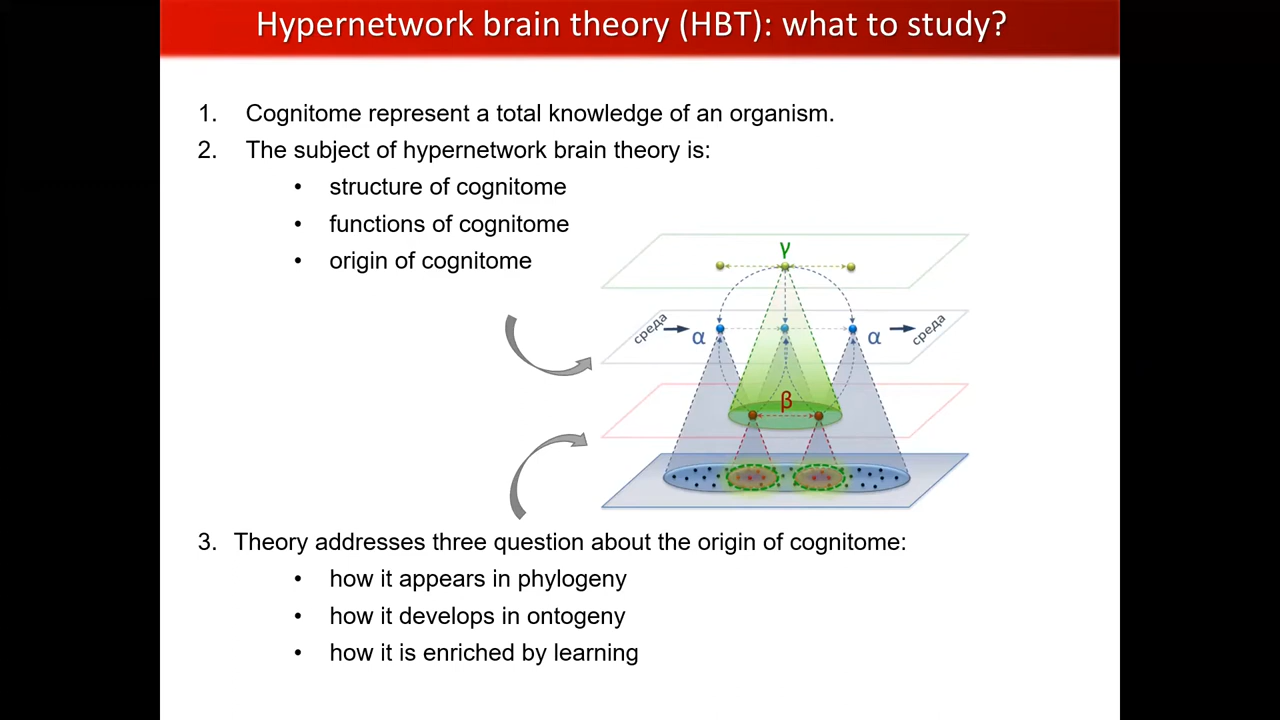 Hypernetwork brain theory (HBT): what to study?
1. Cognitome represent a total knowledge of an organism.
2. The subject of hypernetwork brain theory is:
• structure of cognitome
• functions of cognitome
• origin of cognitome
γ
среда
α
α
среда
β
3. Theory addresses three question about the origin of cognitome:
• how it appears in phylogeny
• how it develops in ontogeny
• how it is enriched by learning